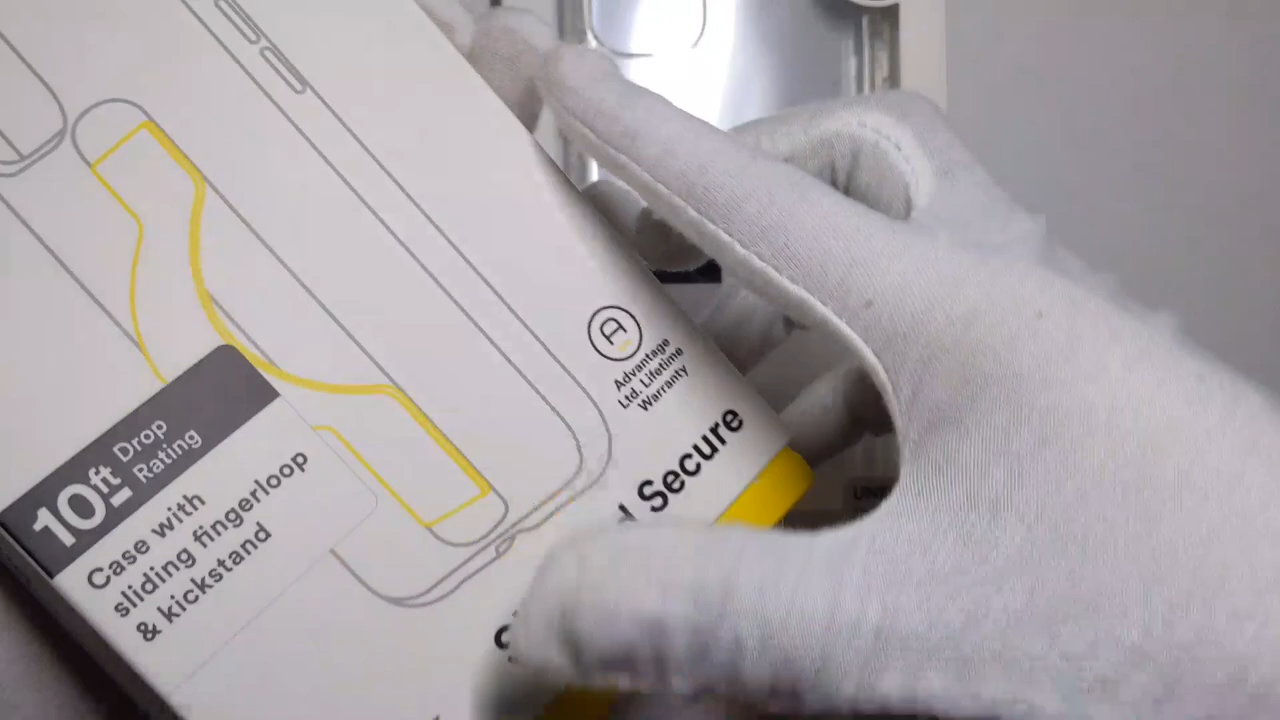 A
Advantage
Ltd. Lifetime
Warranty
Secure
10ft Drop
Rating
Case with
sliding fingerloop
& kickstand